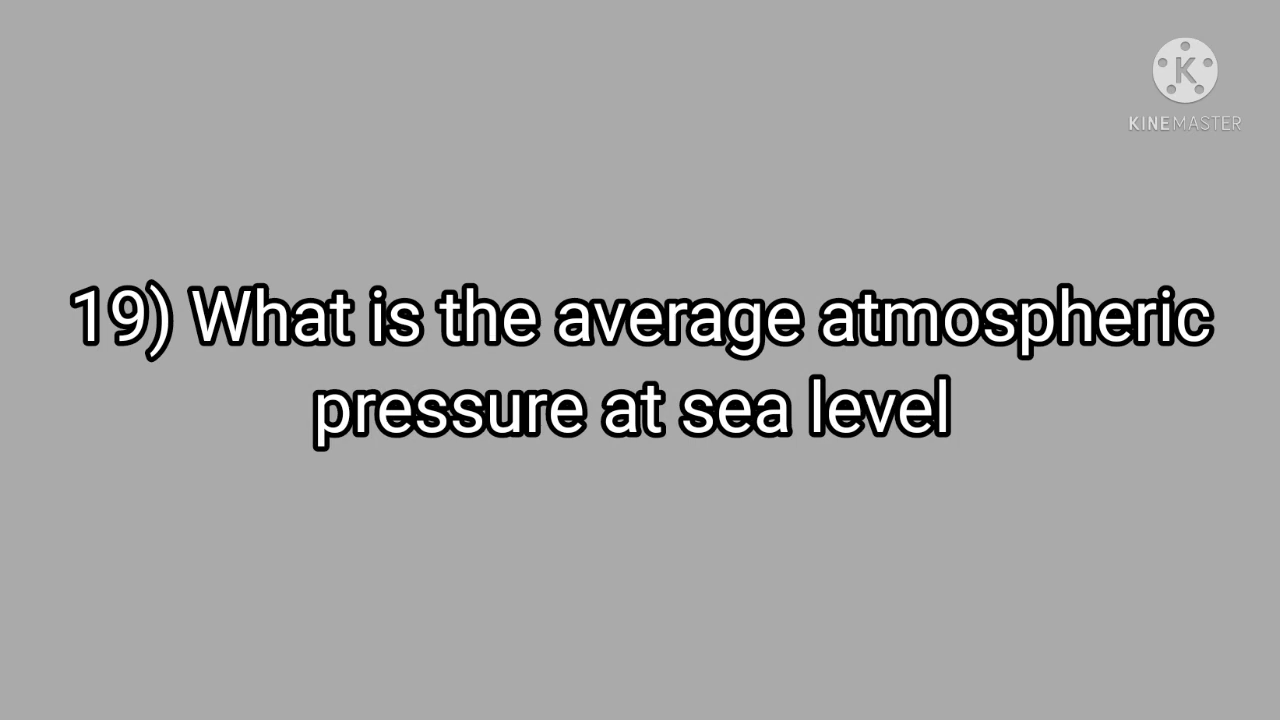 K
KINEMASTER
19) What is the average atmospheric
pressure at sea level